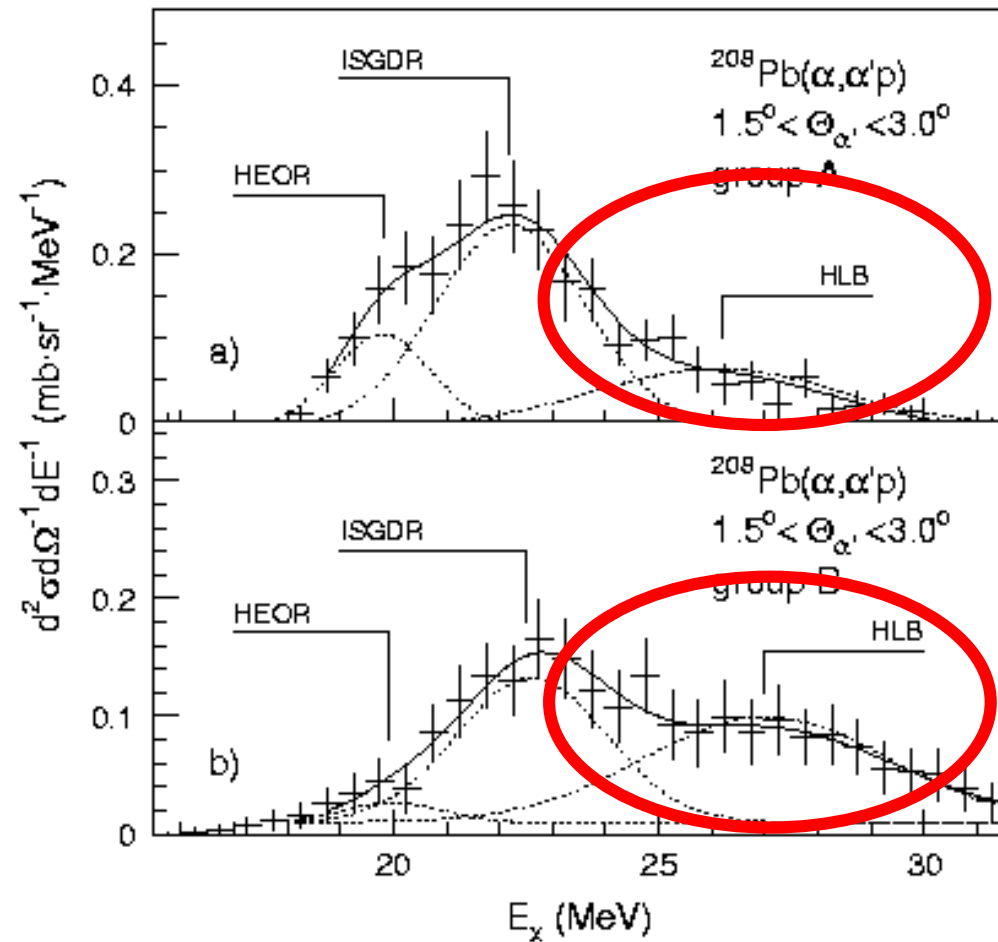 ISGDR
²⁰⁸Pb(α,α'p)
1.5°< Θα' <3.0°
group A
HEOR
HLB
a)
0.4
0.2
0
²⁰⁸Pb(α,α'p)
1.5°< Θα' <3.0°
group B
ISGDR
HEOR
HLB
b)
0.3
0.2
0.1
0
20 25 30
Eₓ (MeV)
d²σdΩ⁻¹dE⁻¹ (mb·sr⁻¹·MeV⁻¹)